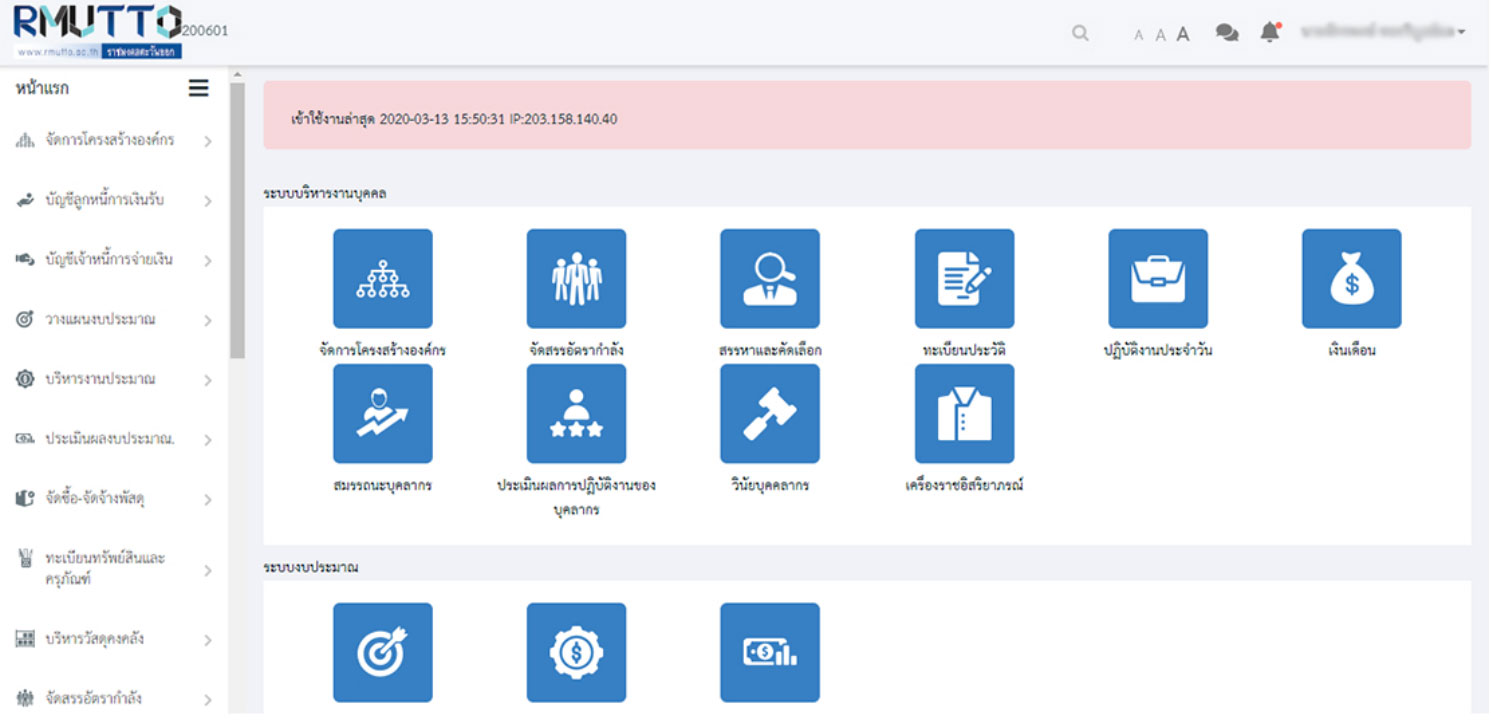 RMUTTO 200601
www.rmutto.ac.th ราชมงคลตะวันออก
A A A
หน้าแรก
จัดการโครงสร้างองค์กร
บัญชีลูกหนี้การเงินรับ
บัญชีเจ้าหนี้การจ่ายเงิน
วางแผนงบประมาณ
บริหารงานประมาณ
ประเมินผลงบประมาณ.
จัดซื้อ-จัดจ้างพัสดุ
ทะเบียนทรัพย์สินและ
ครุภัณฑ์
บริหารวัสดุคงคลัง
จัดสรรอัตรากำลัง
เข้าใช้งานล่าสุด 2020-03-13 15:50:31 IP:203.158.140.40
ระบบบริหารงานบุคคล
จัดการโครงสร้างองค์กร
จัดสรรอัตรากำลัง
สรรหาและคัดเลือก
ทะเบียนประวัติ
ปฏิบัติงานประจำวัน
เงินเดือน
สมรรถนะบุคลากร
ประเมินผลการปฏิบัติงานของ
บุคลากร
วินัยบุคคลากร
เครื่องราชอิสริยาภรณ์
ระบบงบประมาณ